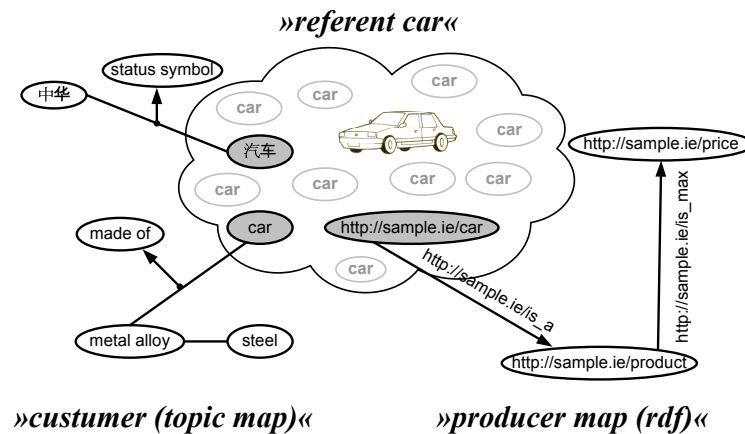 »referent car«
status symbol
中华
car
car
car
car
汽车
http://sample.ie/price
car
car
car
car
made of
car
http://sample.ie/car
http://sample.ie/is_max
car
http://sample.ie/is_a
metal alloy
steel
http://sample.ie/product
»custumer (topic map)«
»producer map (rdf)«